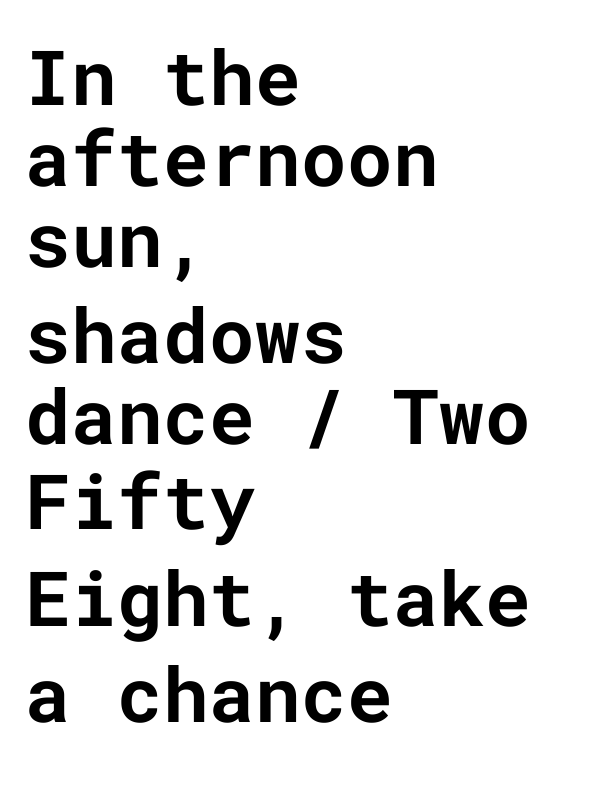 In the
afternoon
sun,
shadows
dance / Two
Fifty
Eight, take
a chance